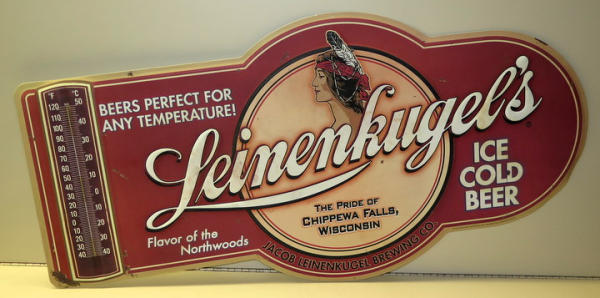 °F °C
120 50
110
100 40
90 30
80
70 20
60
50 10
40
30 0
20 10
10
0 20
10
20 30
30
40 40
BEERS PERFECT FOR
ANY TEMPERATURE!
Leinenkugel's
®
THE PRIDE OF
CHIPPEWA FALLS,
WISCONSIN
ICE
COLD
BEER
Flavor of the
Northwoods
JACOB LEINENKUGEL BREWING CO.